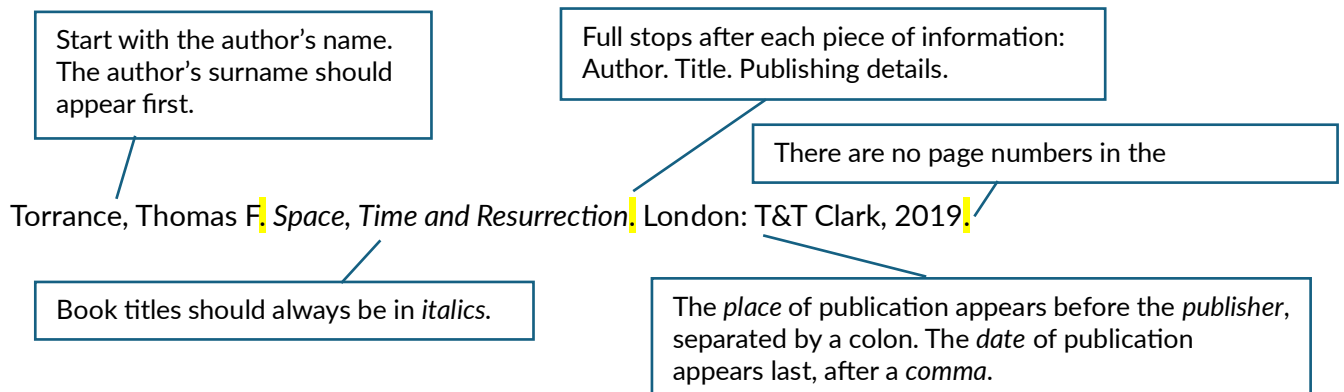 Start with the author's name.
The author's surname should
appear first.
Full stops after each piece of information:
Author. Title. Publishing details.
There are no page numbers in the
Torrance, Thomas F. Space, Time and Resurrection. London: T&T Clark, 2019.
Book titles should always be in italics.
The place of publication appears before the publisher,
separated by a colon. The date of publication
appears last, after a comma.